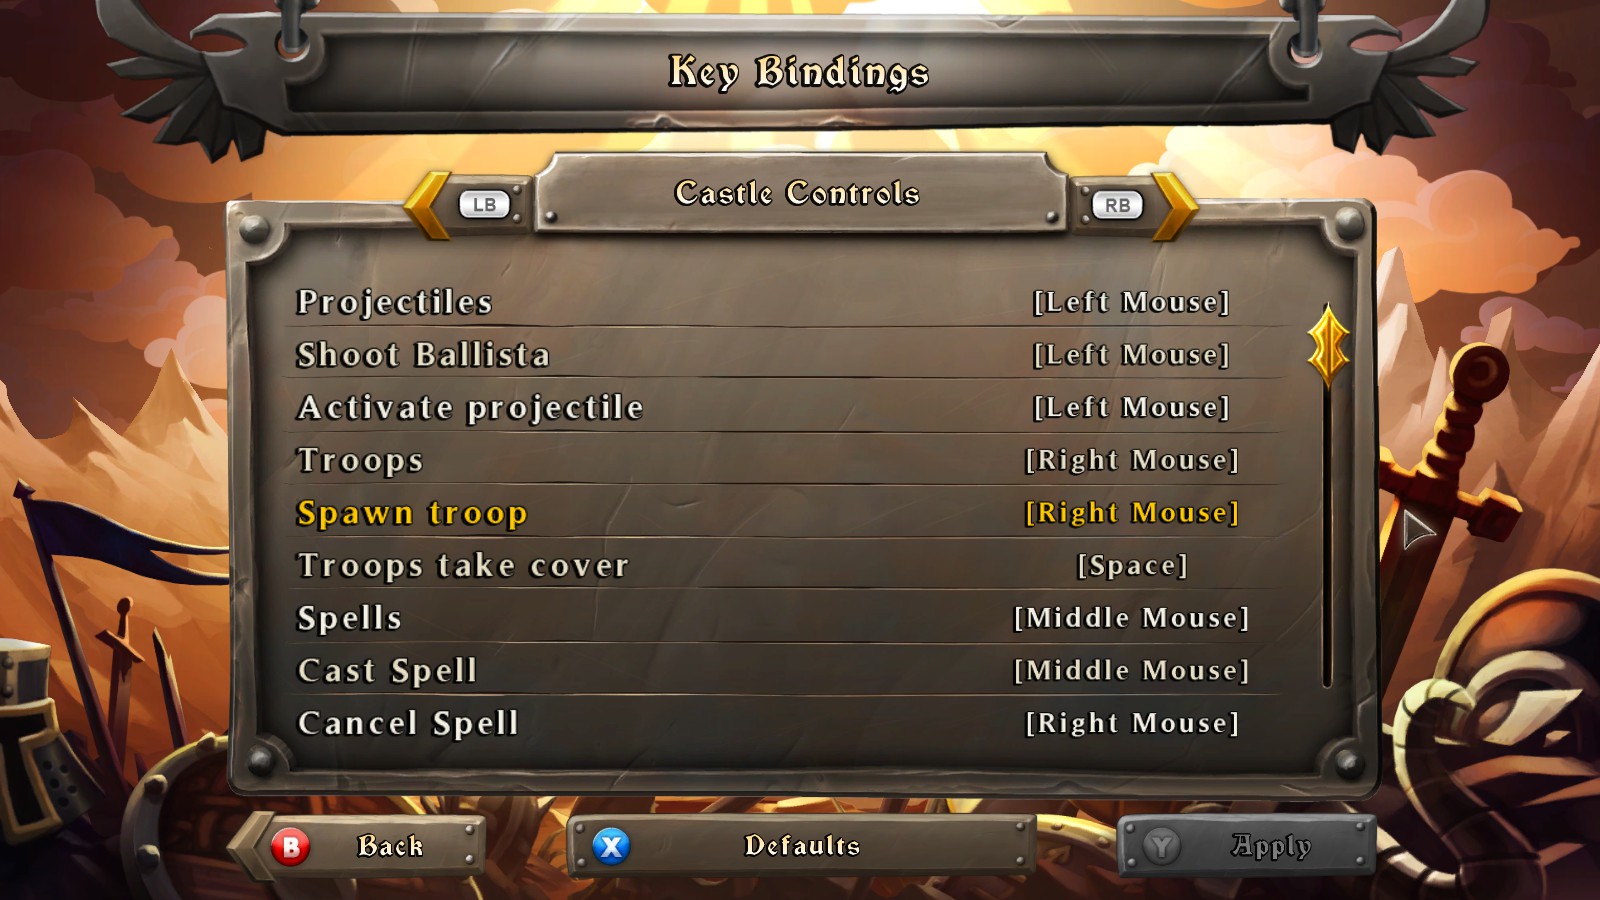 Key Bindings
LB
Castle Controls
RB
Projectiles [Left Mouse]
Shoot Ballista [Left Mouse]
Activate projectile [Left Mouse]
Troops [Right Mouse]
Spawn troop [Right Mouse]
Troops take cover [Space]
Spells [Middle Mouse]
Cast Spell [Middle Mouse]
Cancel Spell [Right Mouse]
B Back
X Defaults
Y Apply